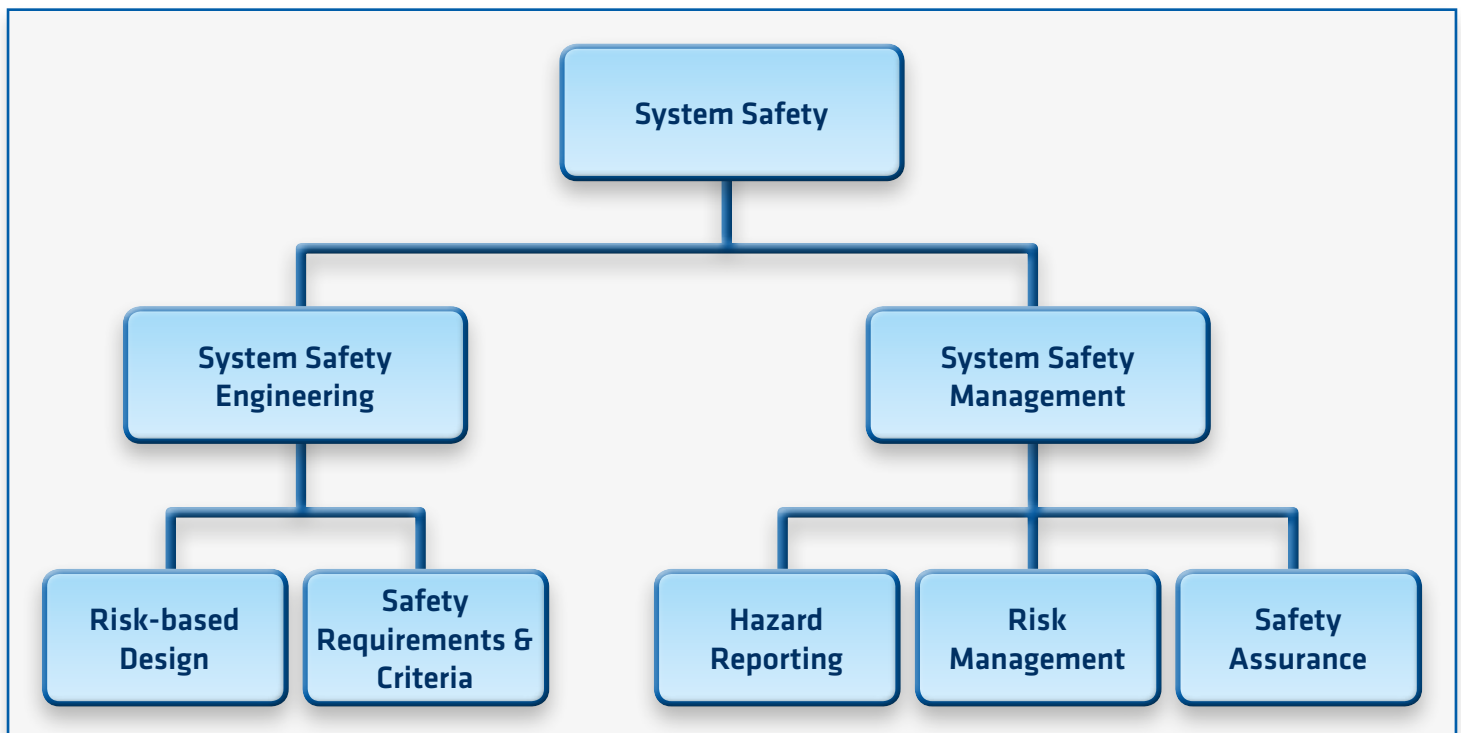 System Safety
System Safety
Engineering
System Safety
Management
Risk-based
Design
Safety
Requirements &
Criteria
Hazard
Reporting
Risk
Management
Safety
Assurance